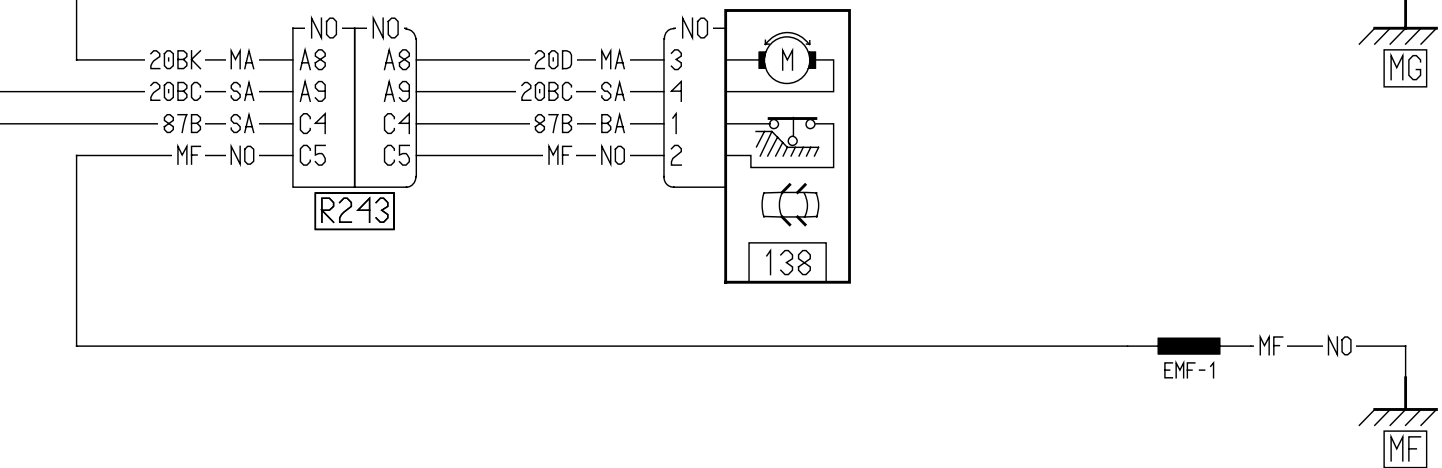 NO NO NO
20BK MA A8 A8 20D MA 3 M
20BC SA A9 A9 20BC SA 4
87B SA C4 C4 87B BA 1
MF NO C5 C5 MF NO 2
R243
138
MG
MF NO
EMF-1
MF